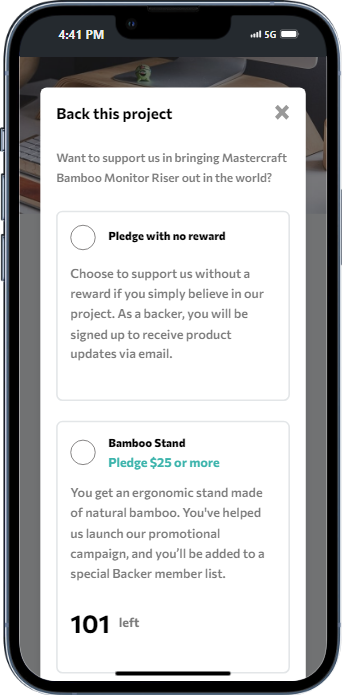 4:41 PM
5G
Back this project
Want to support us in bringing Mastercraft
Bamboo Monitor Riser out in the world?
Pledge with no reward
Choose to support us without a
reward if you simply believe in our
project. As a backer, you will be
signed up to receive product
updates via email.
Bamboo Stand
Pledge $25 or more
You get an ergonomic stand made
of natural bamboo. You've helped
us launch our promotional
campaign, and you’ll be added to a
special Backer member list.
101 left